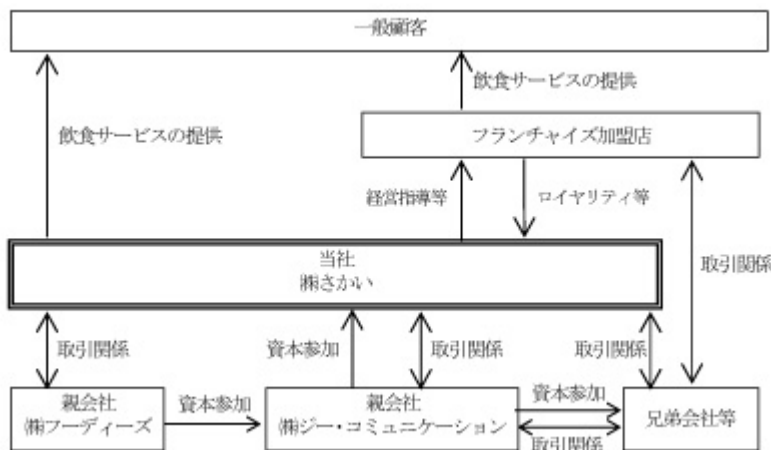 一般顧客
飲食サービスの提供
飲食サービスの提供
フランチャイズ加盟店
経営指導等
ロイヤリティ等
取引関係
当社
㈱さかい
取引関係
資本参加
取引関係
取引関係
親会社
㈱フーディーズ
資本参加
親会社
㈱ジー・コミュニケーション
資本参加
取引関係
兄弟会社等